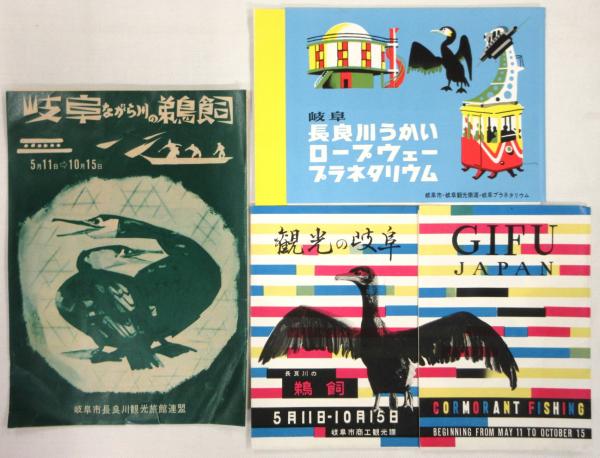 岐阜ながら川の鵜飼
5月11日⇨10月15日
岐阜市長良川観光旅館連盟
岐阜
長良川うかい
ロープウェー
プラネタリウム
岐阜市・岐阜観光索道・岐阜プラネタリウム
観光の岐阜
長良川の
鵜飼
5月11日-10月15日
岐阜市商工観光課
GIFU
JAPAN
CORMORANT FISHING
BEGINNING FROM MAY 11 TO OCTOBER 15